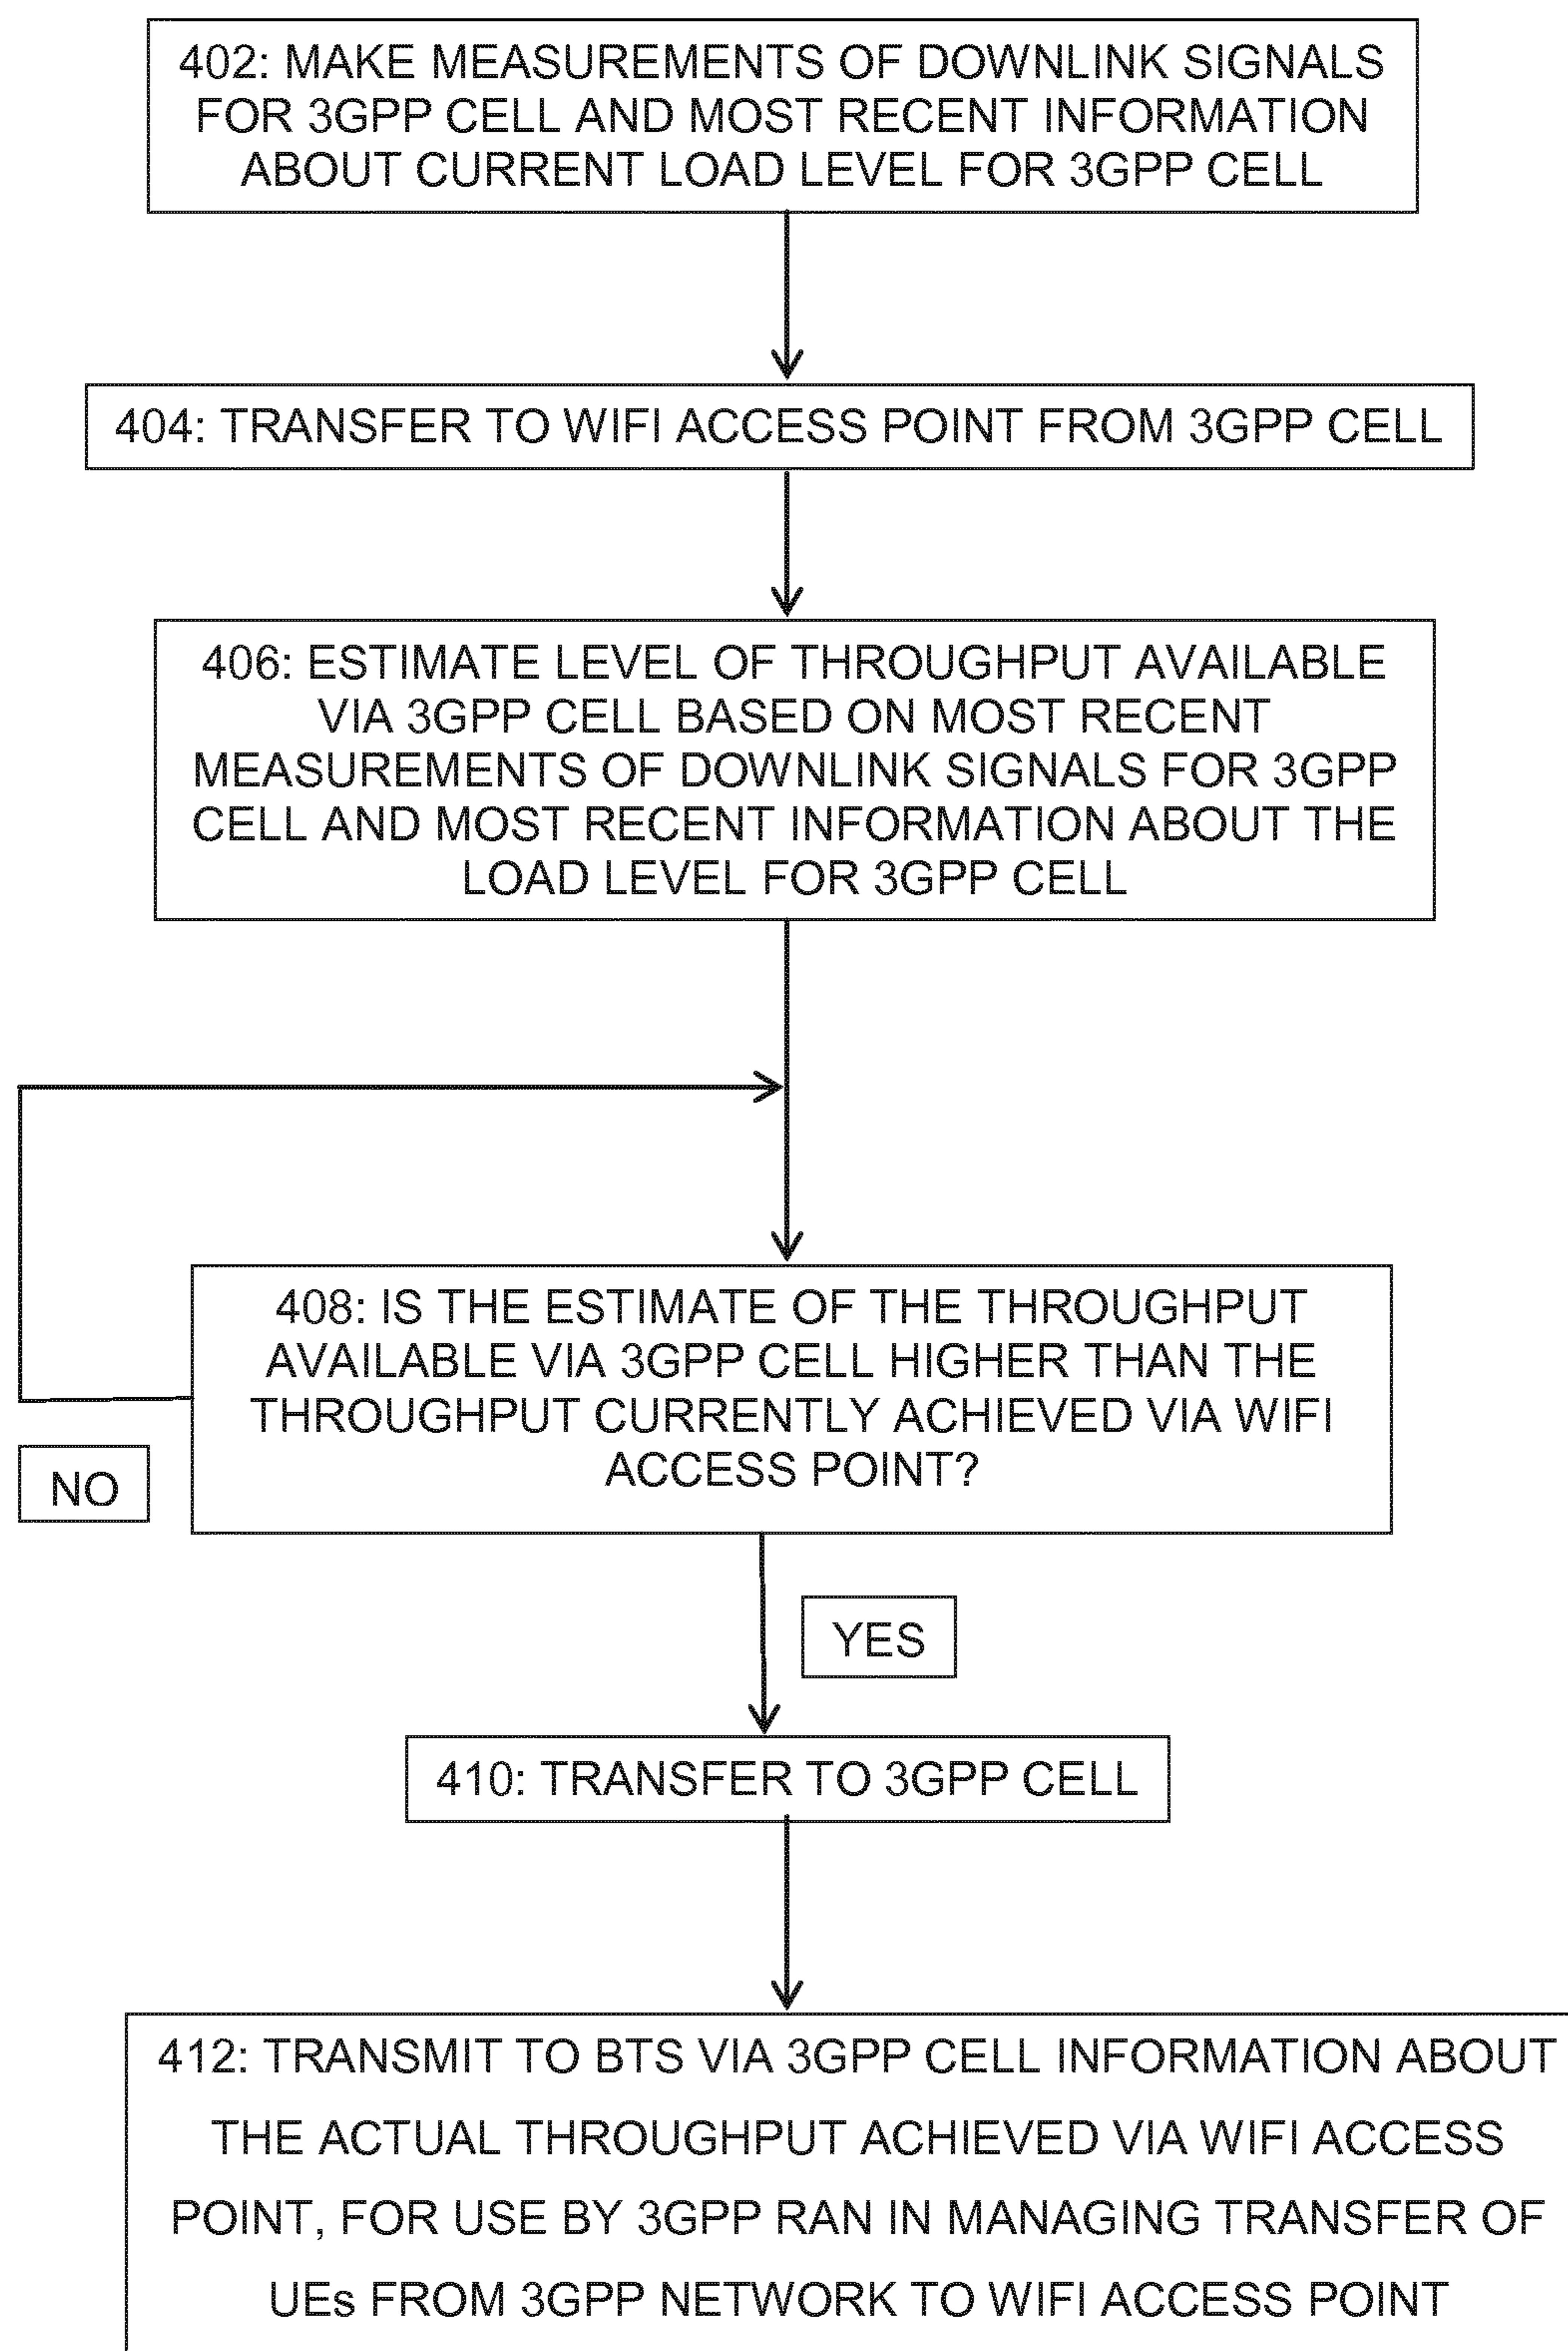 402: MAKE MEASUREMENTS OF DOWNLINK SIGNALS
FOR 3GPP CELL AND MOST RECENT INFORMATION
ABOUT CURRENT LOAD LEVEL FOR 3GPP CELL
404: TRANSFER TO WIFI ACCESS POINT FROM 3GPP CELL
406: ESTIMATE LEVEL OF THROUGHPUT AVAILABLE
VIA 3GPP CELL BASED ON MOST RECENT
MEASUREMENTS OF DOWNLINK SIGNALS FOR 3GPP
CELL AND MOST RECENT INFORMATION ABOUT THE
LOAD LEVEL FOR 3GPP CELL
408: IS THE ESTIMATE OF THE THROUGHPUT
AVAILABLE VIA 3GPP CELL HIGHER THAN THE
THROUGHPUT CURRENTLY ACHIEVED VIA WIFI
ACCESS POINT?
NO
YES
410: TRANSFER TO 3GPP CELL
412: TRANSMIT TO BTS VIA 3GPP CELL INFORMATION ABOUT
THE ACTUAL THROUGHPUT ACHIEVED VIA WIFI ACCESS
POINT, FOR USE BY 3GPP RAN IN MANAGING TRANSFER OF
UEs FROM 3GPP NETWORK TO WIFI ACCESS POINT